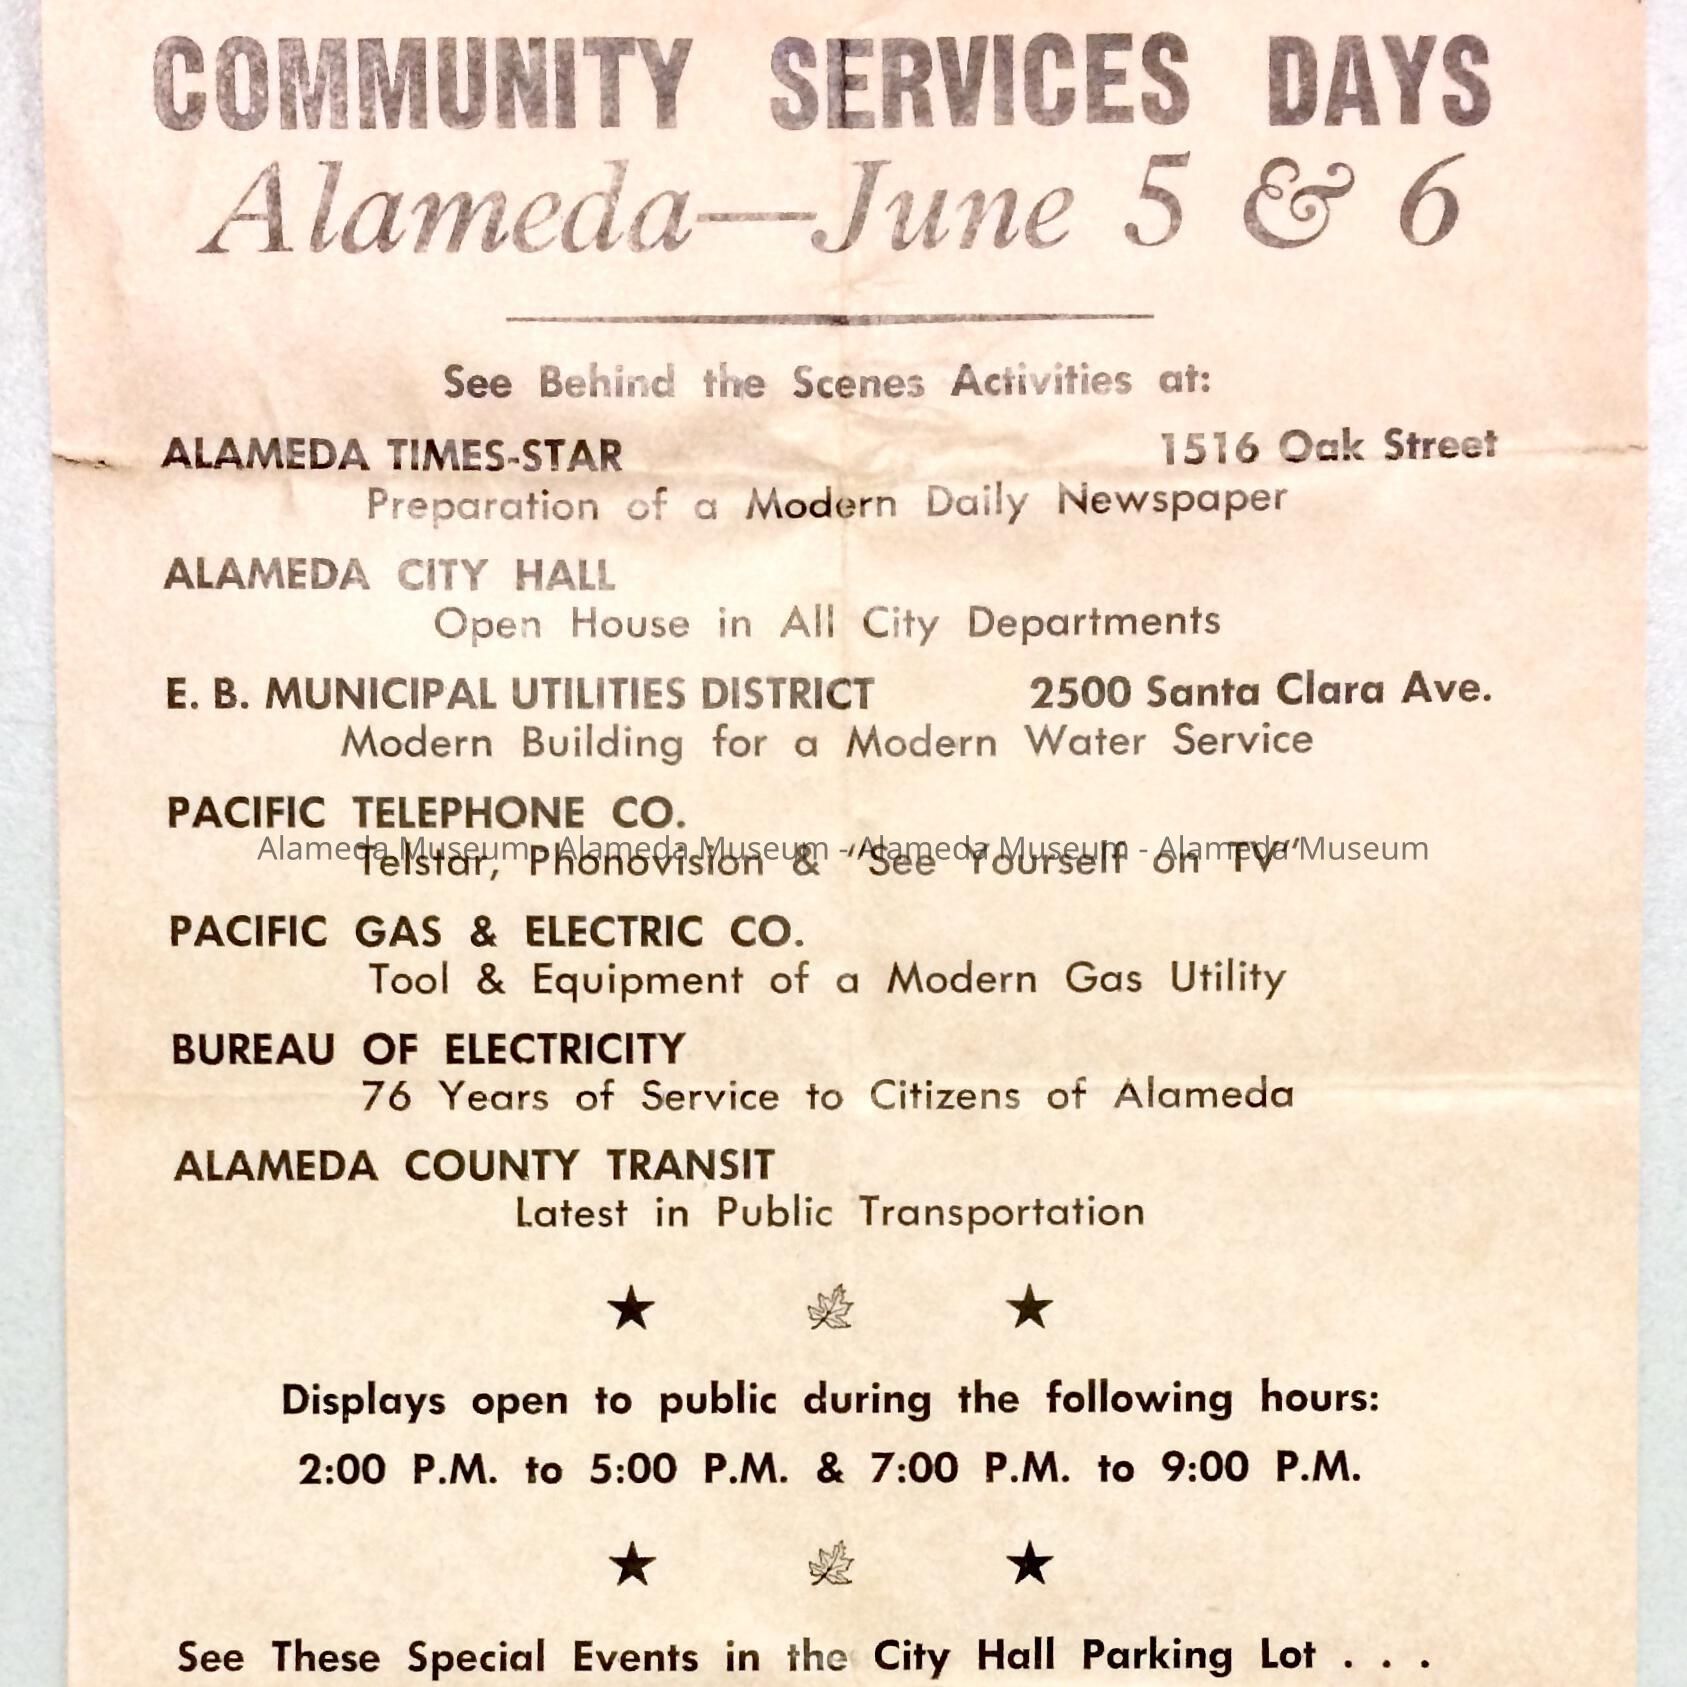 COMMUNITY SERVICES DAYS
Alameda—June 5 & 6
See Behind the Scenes Activities at:
ALAMEDA TIMES-STAR 1516 Oak Street
Preparation of a Modern Daily Newspaper
ALAMEDA CITY HALL
Open House in All City Departments
E. B. MUNICIPAL UTILITIES DISTRICT 2500 Santa Clara Ave.
Modern Building for a Modern Water Service
PACIFIC TELEPHONE CO.
Alameda Museum - Alameda Museum - Alameda Museum - Alameda Museum
Telstar, Phonovision & "See Yourself on TV"
PACIFIC GAS & ELECTRIC CO.
Tool & Equipment of a Modern Gas Utility
BUREAU OF ELECTRICITY
76 Years of Service to Citizens of Alameda
ALAMEDA COUNTY TRANSIT
Latest in Public Transportation
Displays open to public during the following hours:
2:00 P.M. to 5:00 P.M. & 7:00 P.M. to 9:00 P.M.
See These Special Events in the City Hall Parking Lot . . .